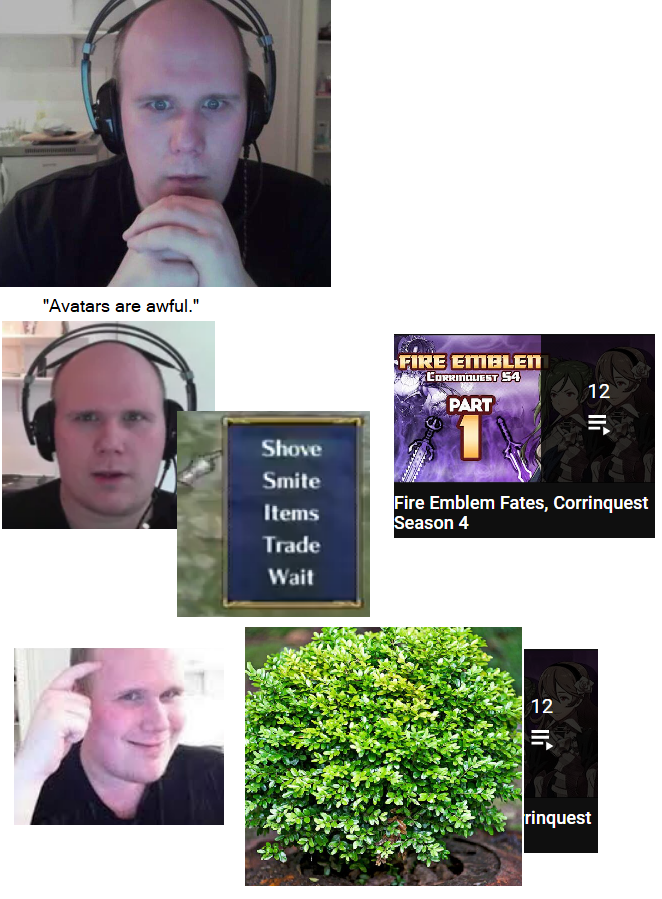 "Avatars are awful."
FIRE EMBLEM
CORRINQUEST S4
PART
1
12
Fire Emblem Fates, Corrinquest
Season 4
Shove
Smite
Items
Trade
Wait
12
rrinquest